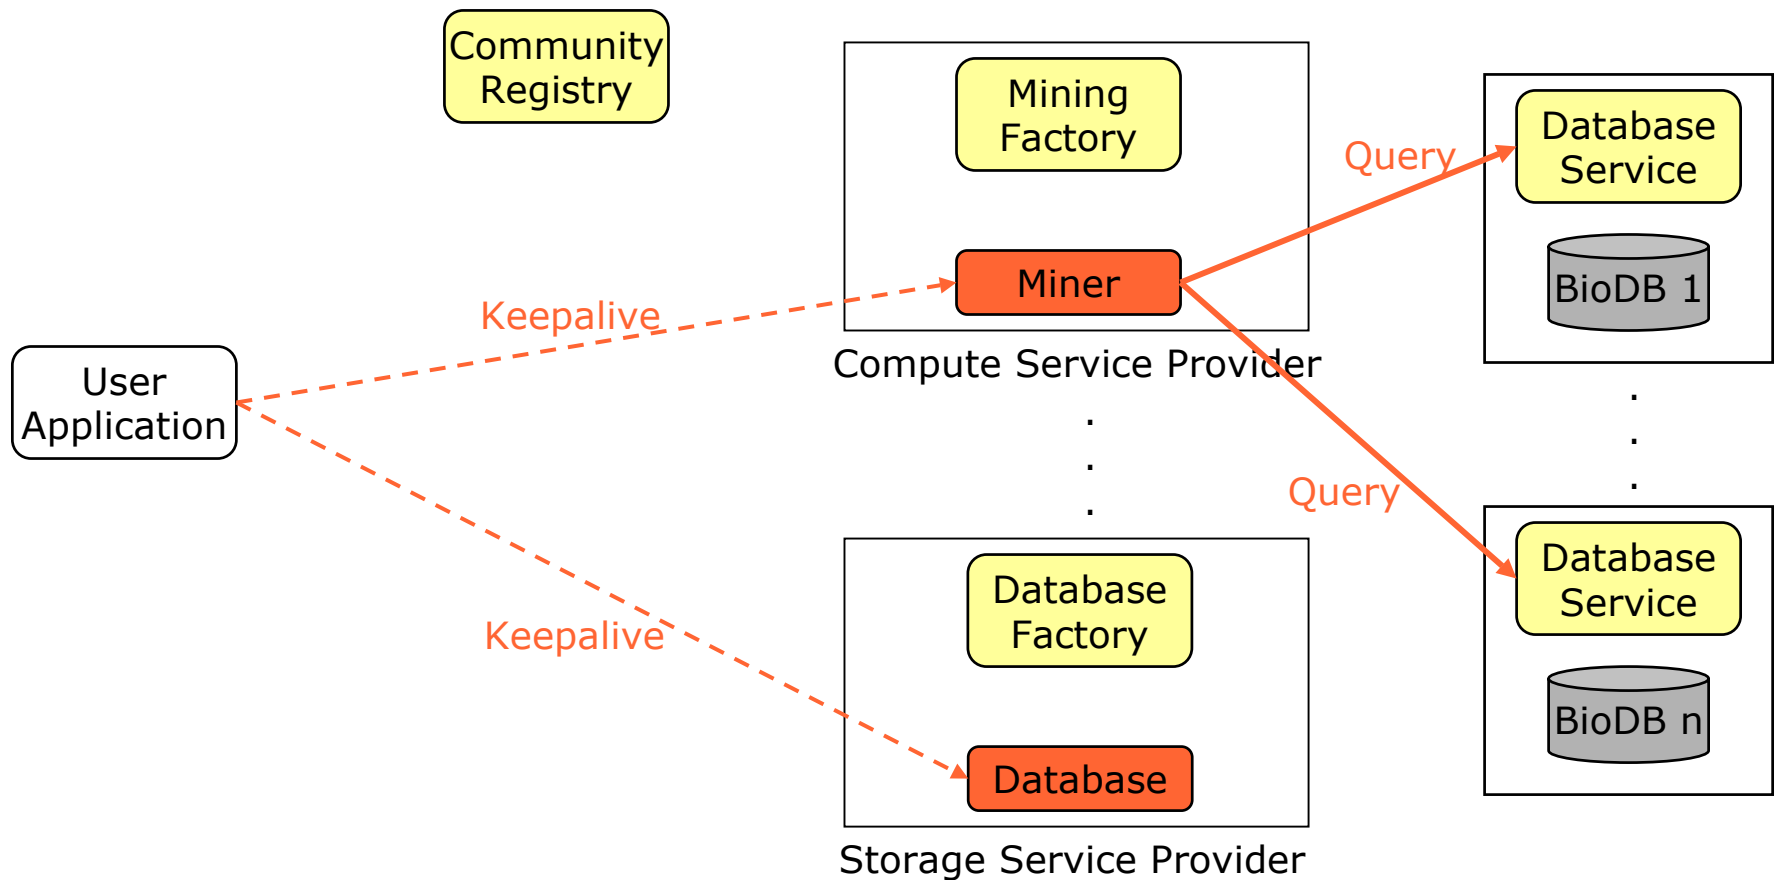 Community
Registry
Mining
Factory
Database
Service
Query
BioDB 1
Miner
Keepalive
Compute Service Provider
User
Application
.
.
.
.
.
.
Query
Database
Factory
Database
Service
Keepalive
BioDB n
Database
Storage Service Provider